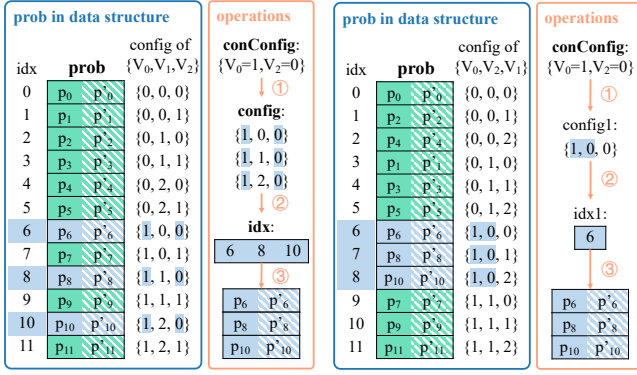 prob in data structure
operations
idx
prob
config of {V₀,V₁,V₂}
0 p₀ p'₀ {0, 0, 0}
1 p₁ p'₁ {0, 0, 1}
2 p₂ p'₂ {0, 1, 0}
3 p₃ p'₃ {0, 1, 1}
4 p₄ p'₄ {0, 2, 0}
5 p₅ p'₅ {0, 2, 1}
6 p₆ p'₆ {1, 0, 0}
7 p₇ p'₇ {1, 0, 1}
8 p₈ p'₈ {1, 1, 0}
9 p₉ p'₉ {1, 1, 1}
10 p₁₀ p'₁₀ {1, 2, 0}
11 p₁₁ p'₁₁ {1, 2, 1}
conConfig:
{V₀=1,V₂=0}
①
config:
{1, 0, 0}
{1, 1, 0}
{1, 2, 0}
②
idx:
6 8 10
③
p₆ p'₆
p₈ p'₈
p₁₀ p'₁₀
prob in data structure
operations
idx
prob
config of {V₀,V₂,V₁}
0 p₀ p'₀ {0, 0, 0}
1 p₂ p'₂ {0, 0, 1}
2 p₄ p'₄ {0, 0, 2}
3 p₁ p'₁ {0, 1, 0}
4 p₃ p'₃ {0, 1, 1}
5 p₅ p'₅ {0, 1, 2}
6 p₆ p'₆ {1, 0, 0}
7 p₈ p'₈ {1, 0, 1}
8 p₁₀ p'₁₀ {1, 0, 2}
9 p₇ p'₇ {1, 1, 0}
10 p₉ p'₉ {1, 1, 1}
11 p₁₁ p'₁₁ {1, 1, 2}
conConfig:
{V₀=1,V₂=0}
①
config1:
{1, 0, 0}
②
idx1:
6
③
p₆ p'₆
p₈ p'₈
p₁₀ p'₁₀